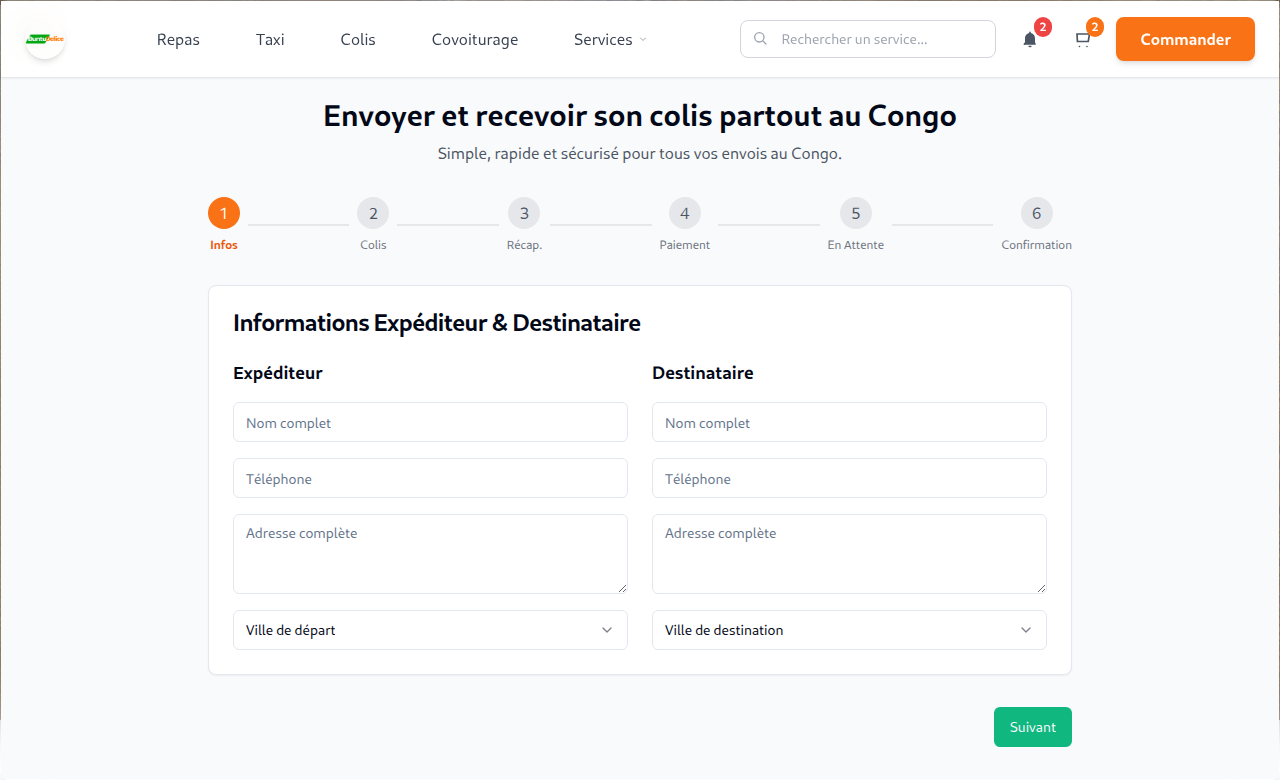 BuntuDelice
Repas
Taxi
Colis
Covoiturage
Services
Rechercher un service...
2
2
Commander
Envoyer et recevoir son colis partout au Congo
Simple, rapide et sécurisé pour tous vos envois au Congo.
1
2
3
4
5
6
Infos
Colis
Récap.
Paiement
En Attente
Confirmation
Informations Expéditeur & Destinataire
Expéditeur
Destinataire
Nom complet
Nom complet
Téléphone
Téléphone
Adresse complète
Adresse complète
Ville de départ
Ville de destination
Suivant